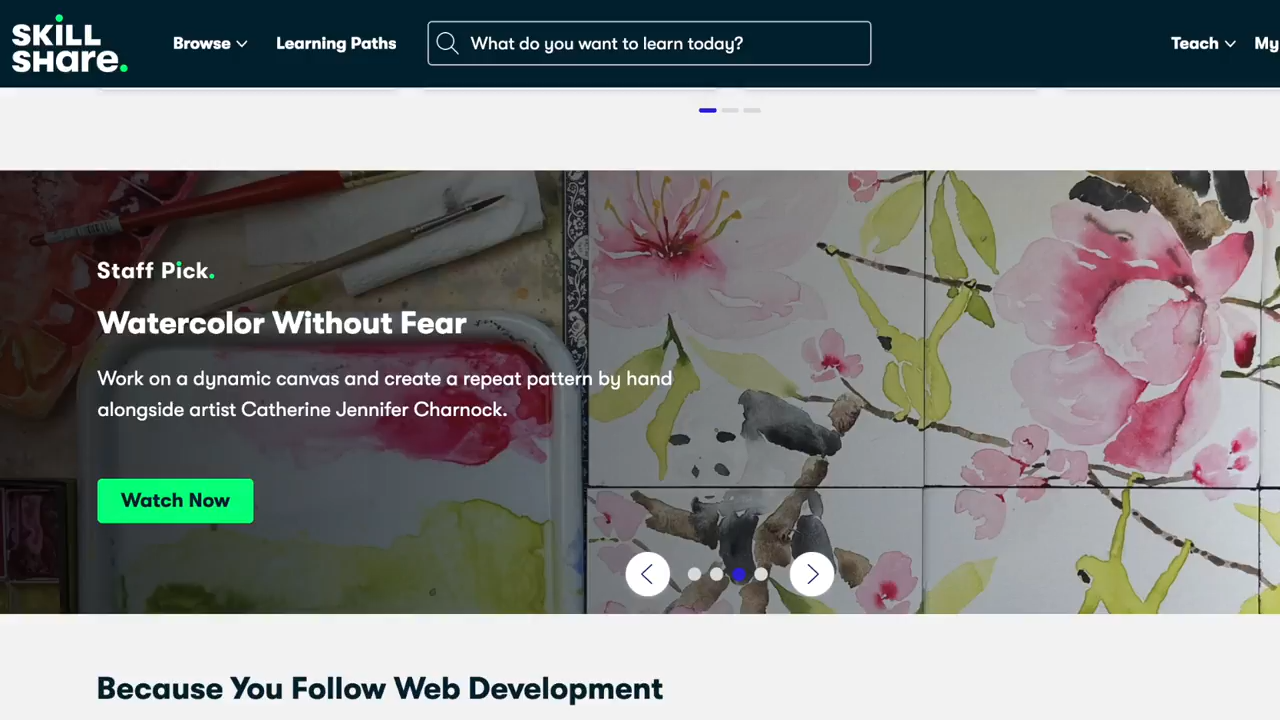 SKILL
SHare.
Browse
Learning Paths
What do you want to learn today?
Teach
My
Staff Pick.
Watercolor Without Fear
Work on a dynamic canvas and create a repeat pattern by hand
alongside artist Catherine Jennifer Charnock.
Watch Now
Because You Follow Web Development